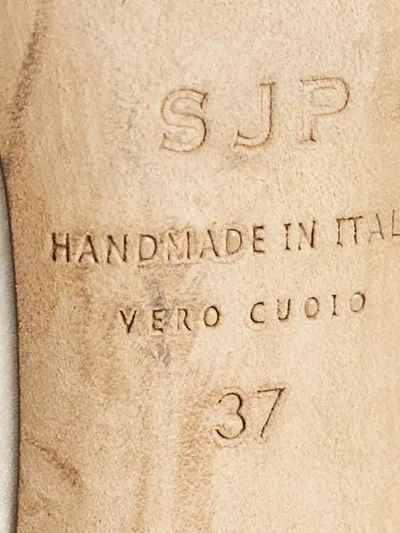 SJP
HANDMADE IN ITAL
VERO CUOIO
37